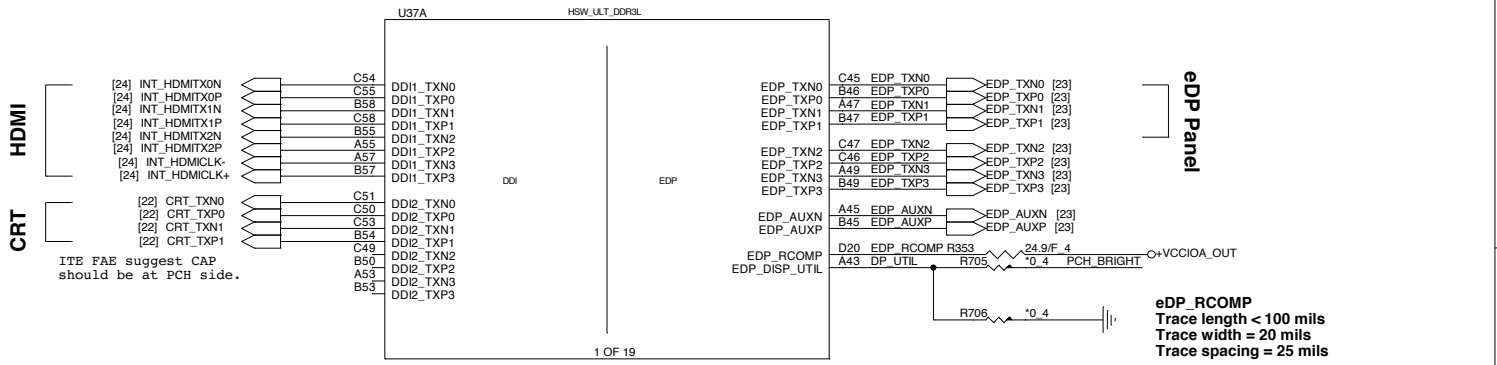 U37A
HSW_ULT_DDR3L
HDMI
[24] INT_HDMITX0N
[24] INT_HDMITX0P
[24] INT_HDMITX1N
[24] INT_HDMITX1P
[24] INT_HDMITX2N
[24] INT_HDMITX2P
[24] INT_HDMICLK-
[24] INT_HDMICLK+
C54 DDI1_TXN0
C55 DDI1_TXP0
B58 DDI1_TXN1
C58 DDI1_TXP1
B55 DDI1_TXN2
A55 DDI1_TXP2
A57 DDI1_TXN3
B57 DDI1_TXP3
CRT
[22] CRT_TXN0
[22] CRT_TXP0
[22] CRT_TXN1
[22] CRT_TXP1
C51 DDI2_TXN0
C50 DDI2_TXP0
C53 DDI2_TXN1
B54 DDI2_TXP1
C49 DDI2_TXN2
B50 DDI2_TXP2
A53 DDI2_TXN3
B53 DDI2_TXP3
ITE FAE suggest CAP
should be at PCH side.
DDI
EDP
EDP_TXN0 C45 EDP_TXN0 EDP_TXN0 [23]
EDP_TXP0 B46 EDP_TXP0 EDP_TXP0 [23]
EDP_TXN1 A47 EDP_TXN1 EDP_TXN1 [23]
EDP_TXP1 B47 EDP_TXP1 EDP_TXP1 [23]
EDP_TXN2 C47 EDP_TXN2 EDP_TXN2 [23]
EDP_TXP2 C46 EDP_TXP2 EDP_TXP2 [23]
EDP_TXN3 A49 EDP_TXN3 EDP_TXN3 [23]
EDP_TXP3 B49 EDP_TXP3 EDP_TXP3 [23]
EDP_AUXN A45 EDP_AUXN EDP_AUXN [23]
EDP_AUXP B45 EDP_AUXP EDP_AUXP [23]
EDP_RCOMP D20 EDP_RCOMP R353 24.9/F_4 +VCCIOA_OUT
EDP_DISP_UTIL A43 DP_UTIL R705 *0_4 PCH_BRIGHT
R706 *0_4
eDP Panel
eDP_RCOMP
Trace length < 100 mils
Trace width = 20 mils
Trace spacing = 25 mils
1 OF 19